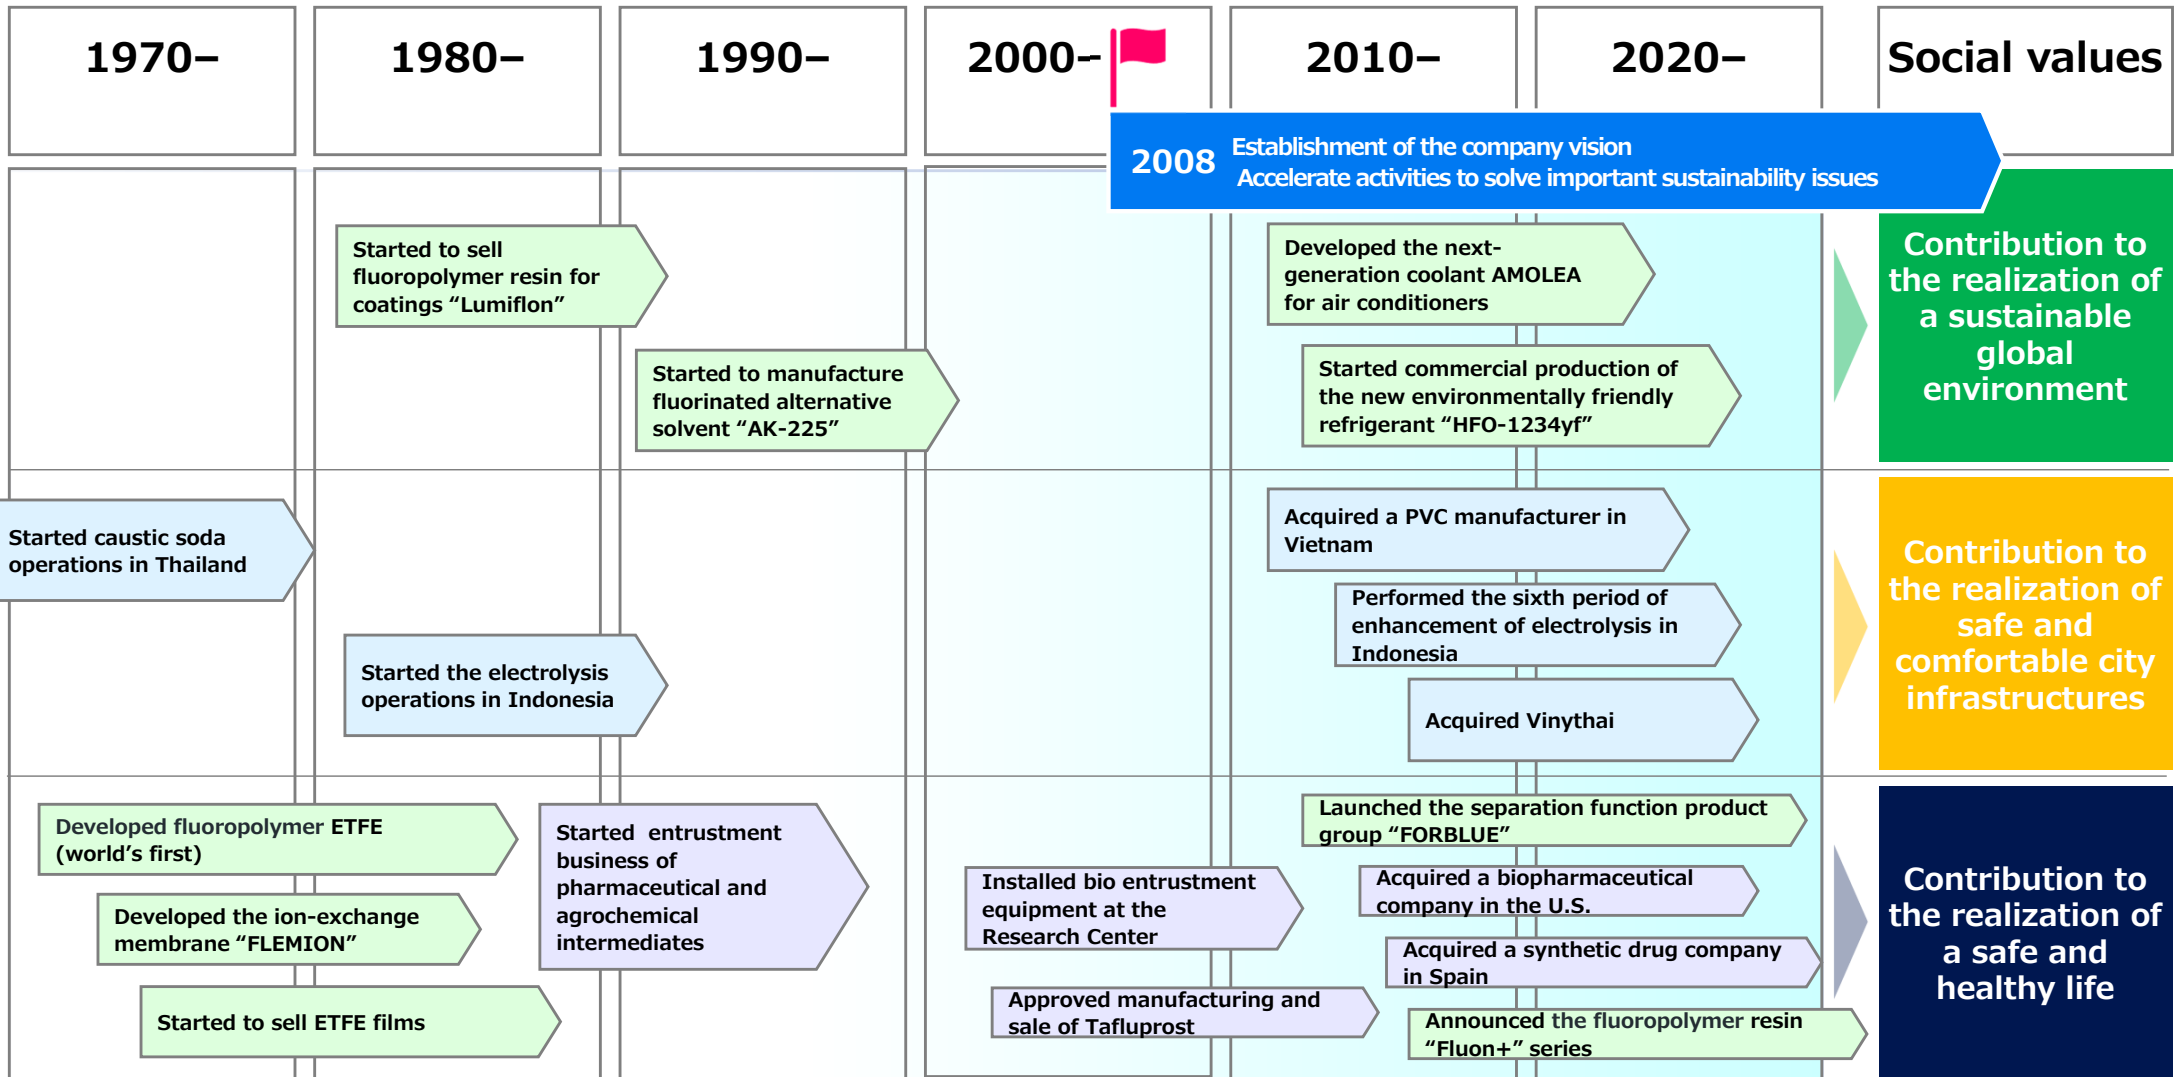 1970–
1980–
1990–
2000–
2010–
2020–
Social values
2008
Establishment of the company vision
Accelerate activities to solve important sustainability issues
Started to sell
fluoropolymer resin for
coatings “Lumiflon”
Started to manufacture
fluorinated alternative
solvent “AK-225”
Developed the next-
generation coolant AMOLEA
for air conditioners
Started commercial production of
the new environmentally friendly
refrigerant “HFO-1234yf”
Contribution to
the realization of
a sustainable
global
environment
Started caustic soda
operations in Thailand
Started the electrolysis
operations in Indonesia
Acquired a PVC manufacturer in
Vietnam
Performed the sixth period of
enhancement of electrolysis in
Indonesia
Acquired Vinythai
Contribution to
the realization of
safe and
comfortable city
infrastructures
Developed fluoropolymer ETFE
(world’s first)
Developed the ion-exchange
membrane “FLEMION”
Started to sell ETFE films
Started entrustment
business of
pharmaceutical and
agrochemical
intermediates
Installed bio entrustment
equipment at the
Research Center
Approved manufacturing and
sale of Tafluprost
Launched the separation function product
group “FORBLUE”
Acquired a biopharmaceutical
company in the U.S.
Acquired a synthetic drug company
in Spain
Announced the fluoropolymer resin
“Fluon+” series
Contribution to
the realization of
a safe and
healthy life